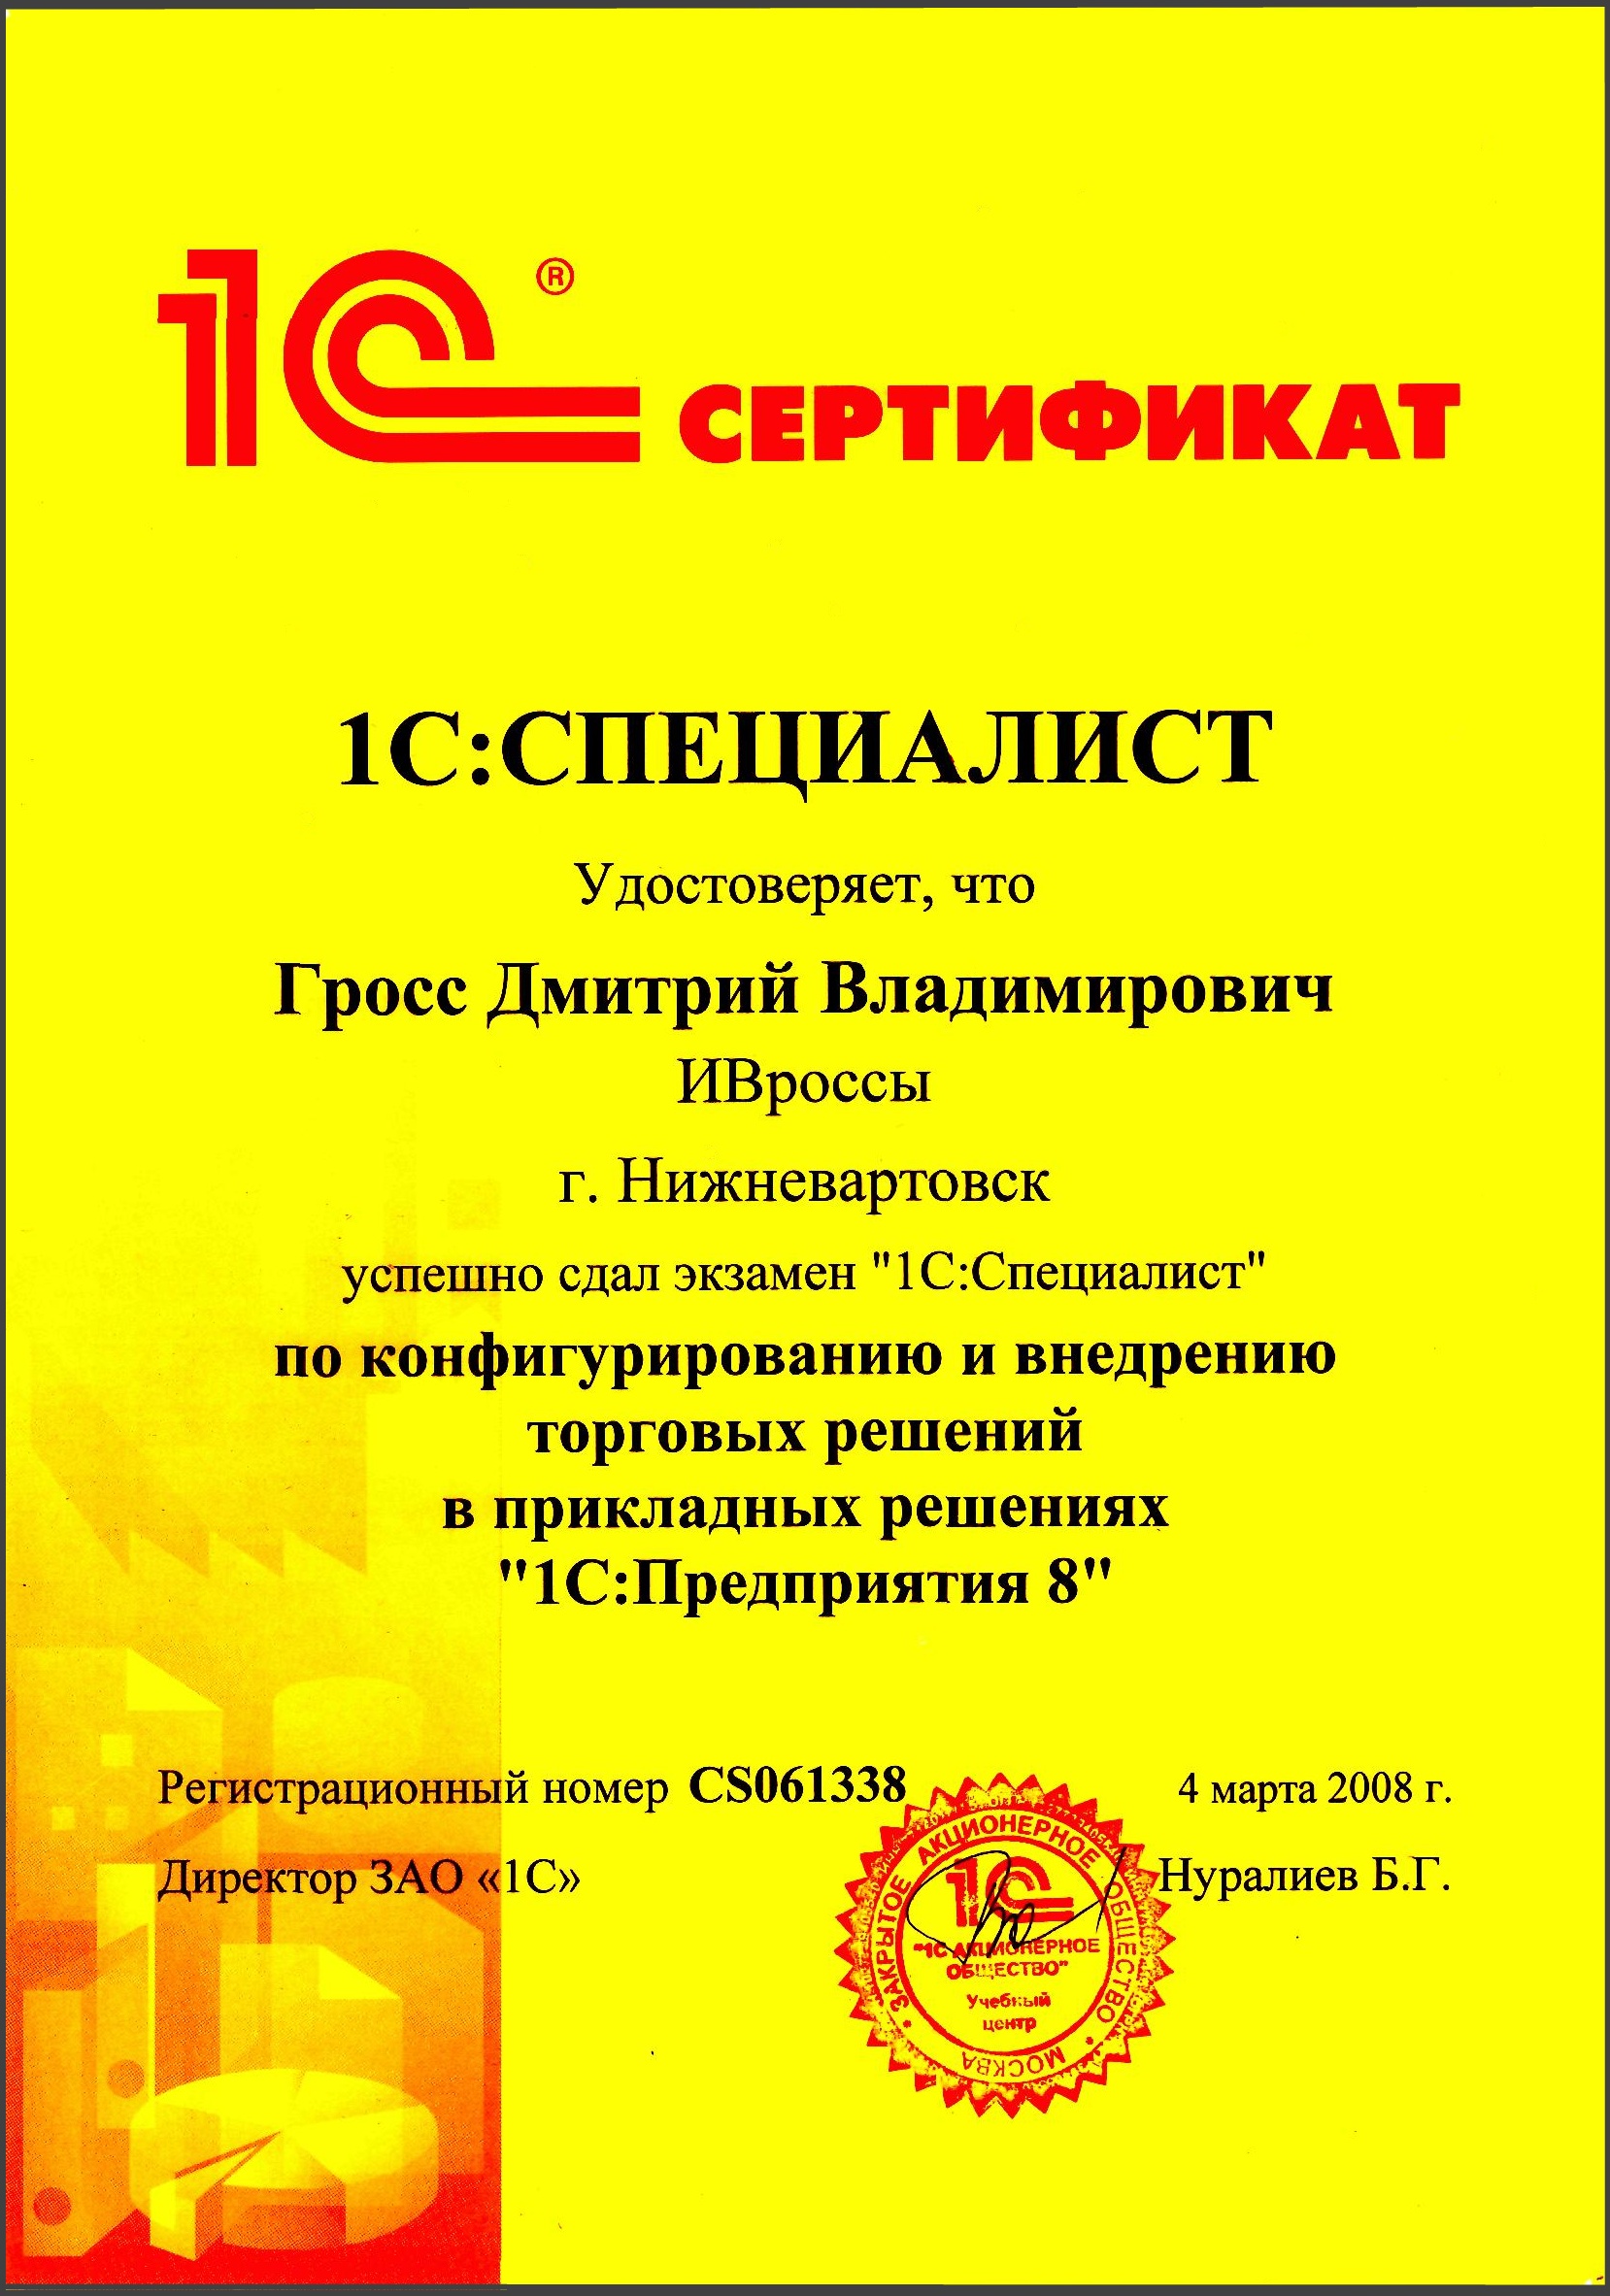 1С® СЕРТИФИКАТ
1С:СПЕЦИАЛИСТ
Удостоверяет, что
Гросс Дмитрий Владимирович
ИВроссы
г. Нижневартовск
успешно сдал экзамен "1С:Специалист"
по конфигурированию и внедрению
торговых решений
в прикладных решениях
"1С:Предприятия 8"
Регистрационный номер CS061338
4 марта 2008 г.
Директор ЗАО «1С»
Нуралиев Б.Г.
ЗАКРЫТОЕ АКЦИОНЕРНОЕ ОБЩЕСТВО
1С
"1С АКЦИОНЕРНОЕ
ОБЩЕСТВО"
Учебный
центр
МОСКВА